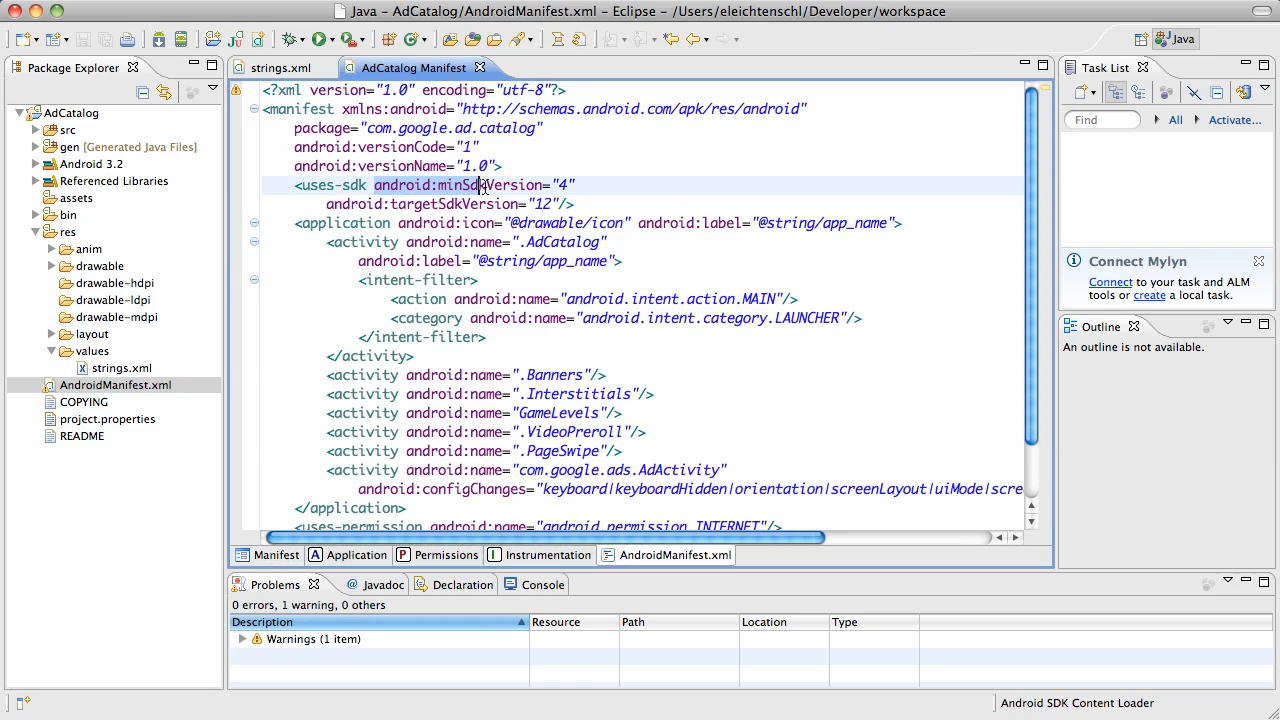 Java - AdCatalog/AndroidManifest.xml - Eclipse - /Users/eleichtenschl/Developer/workspace
Java
Package Explorer
AdCatalog
src
gen [Generated Java Files]
Android 3.2
Referenced Libraries
assets
bin
res
anim
drawable
drawable-hdpi
drawable-ldpi
drawable-mdpi
layout
values
strings.xml
AndroidManifest.xml
COPYING
project.properties
README
strings.xml
AdCatalog Manifest
<?xml version="1.0" encoding="utf-8"?>
<manifest xmlns:android="http://schemas.android.com/apk/res/android"
package="com.google.ad.catalog"
android:versionCode="1"
android:versionName="1.0">
<uses-sdk android:minSdkVersion="4"
android:targetSdkVersion="12"/>
<application android:icon="@drawable/icon" android:label="@string/app_name">
<activity android:name=".AdCatalog"
android:label="@string/app_name">
<intent-filter>
<action android:name="android.intent.action.MAIN"/>
<category android:name="android.intent.category.LAUNCHER"/>
</intent-filter>
</activity>
<activity android:name=".Banners"/>
<activity android:name=".Interstitials"/>
<activity android:name="GameLevels"/>
<activity android:name=".VideoPreroll"/>
<activity android:name=".PageSwipe"/>
<activity android:name="com.google.ads.AdActivity"
android:configChanges="keyboard|keyboardHidden|orientation|screenLayout|uiMode|scre
</application>
<uses-permission android:name="android.permission.INTERNET"/>
Manifest
Application
Permissions
Instrumentation
AndroidManifest.xml
Task List
Find
All
Activate...
Connect Mylyn
Connect to your task and ALM
tools or create a local task.
Outline
An outline is not available.
Problems
Javadoc
Declaration
Console
0 errors, 1 warning, 0 others
Description
Resource
Path
Location
Type
Warnings (1 item)
Android SDK Content Loader